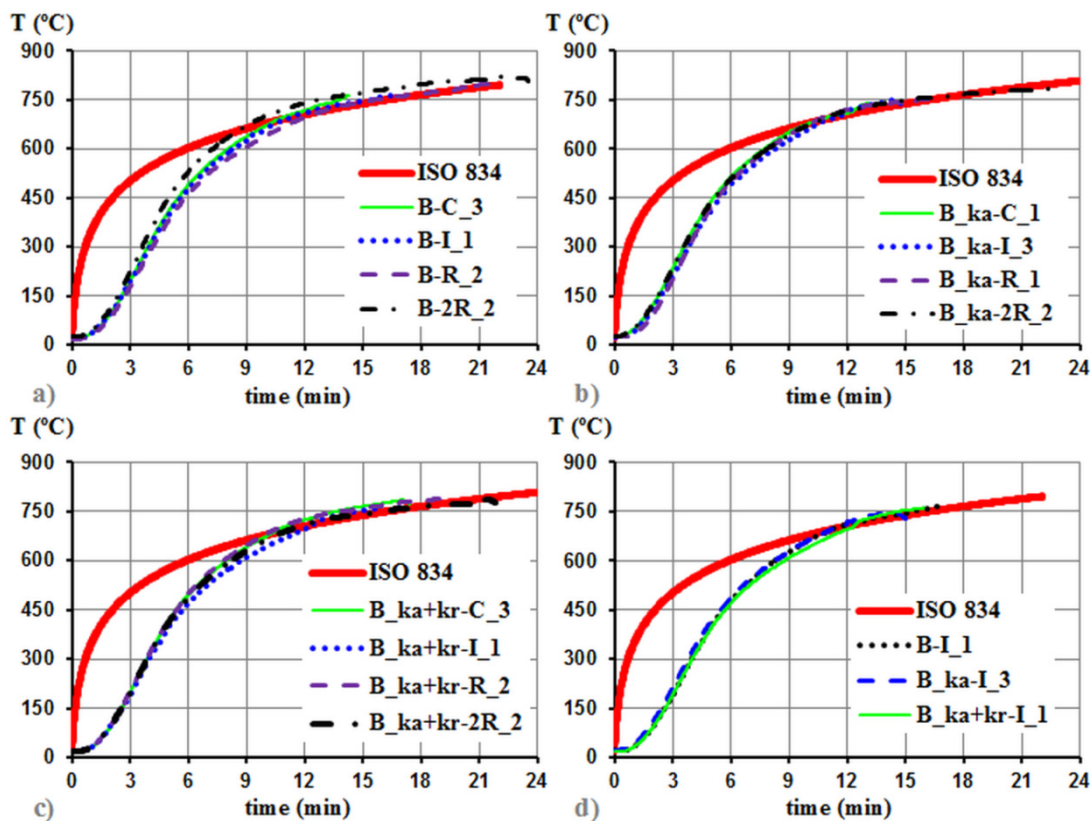 T (ºC)
900
750
600
450
300
150
0
0 3 6 9 12 15 18 21 24
time (min)
a)
ISO 834
B-C_3
B-I_1
B-R_2
B-2R_2
T (ºC)
900
750
600
450
300
150
0
0 3 6 9 12 15 18 21 24
time (min)
b)
ISO 834
B_ka-C_1
B_ka-I_3
B_ka-R_1
B_ka-2R_2
T (ºC)
900
750
600
450
300
150
0
0 3 6 9 12 15 18 21 24
time (min)
c)
ISO 834
B_ka+kr-C_3
B_ka+kr-I_1
B_ka+kr-R_2
B_ka+kr-2R_2
T (ºC)
900
750
600
450
300
150
0
0 3 6 9 12 15 18 21 24
time (min)
d)
ISO 834
B-I_1
B_ka-I_3
B_ka+kr-I_1